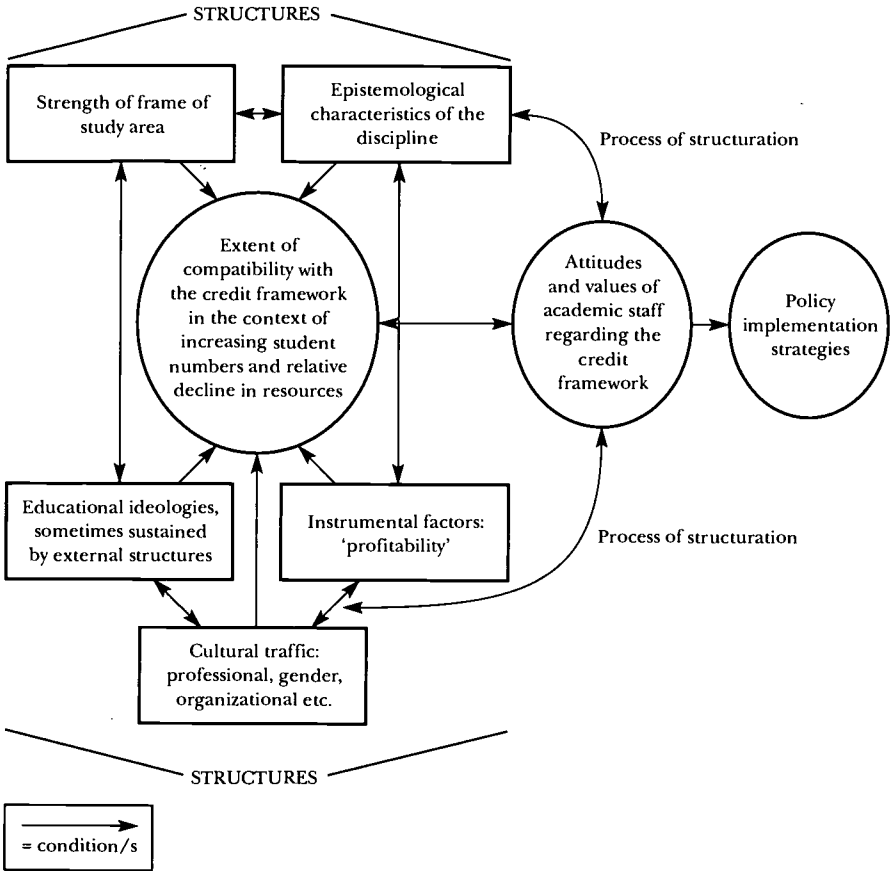 STRUCTURES
Strength of frame of
study area
Epistemological
characteristics of the
discipline
Process of structuration
Extent of
compatibility with
the credit framework
in the context of
increasing student
numbers and relative
decline in resources
Attitudes
and values of
academic staff
regarding the
credit
framework
Policy
implementation
strategies
Educational ideologies,
sometimes sustained
by external structures
Instrumental factors:
‘profitability’
Process of structuration
Cultural traffic:
professional, gender,
organizational etc.
STRUCTURES
= condition/s